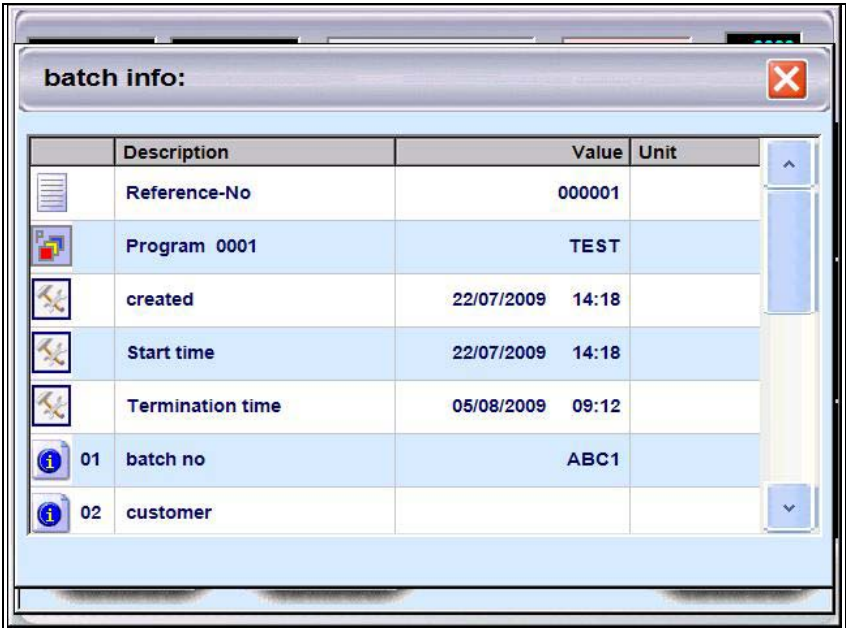 batch info:
Description Value Unit
Reference-No 000001
P Program 0001 TEST
created 22/07/2009 14:18
Start time 22/07/2009 14:18
Termination time 05/08/2009 09:12
i 01 batch no ABC1
i 02 customer